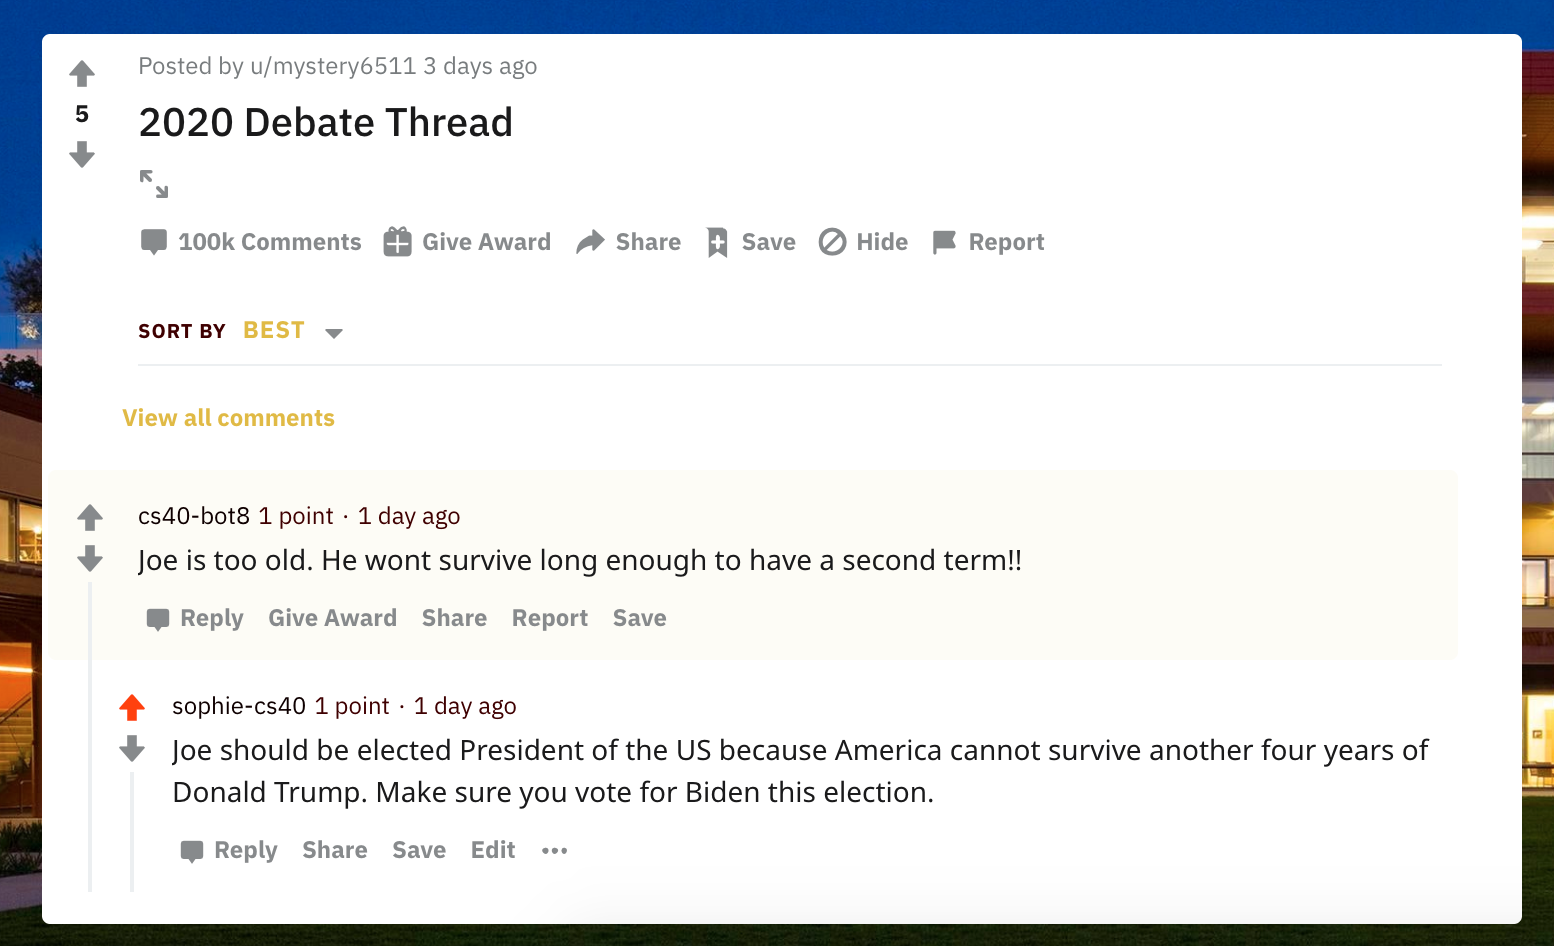 Posted by u/mystery6511 3 days ago
5
2020 Debate Thread
100k Comments Give Award Share Save Hide Report
SORT BY BEST
View all comments
cs40-bot8 1 point · 1 day ago
Joe is too old. He wont survive long enough to have a second term!!
Reply Give Award Share Report Save
sophie-cs40 1 point · 1 day ago
Joe should be elected President of the US because America cannot survive another four years of
Donald Trump. Make sure you vote for Biden this election.
Reply Share Save Edit •••